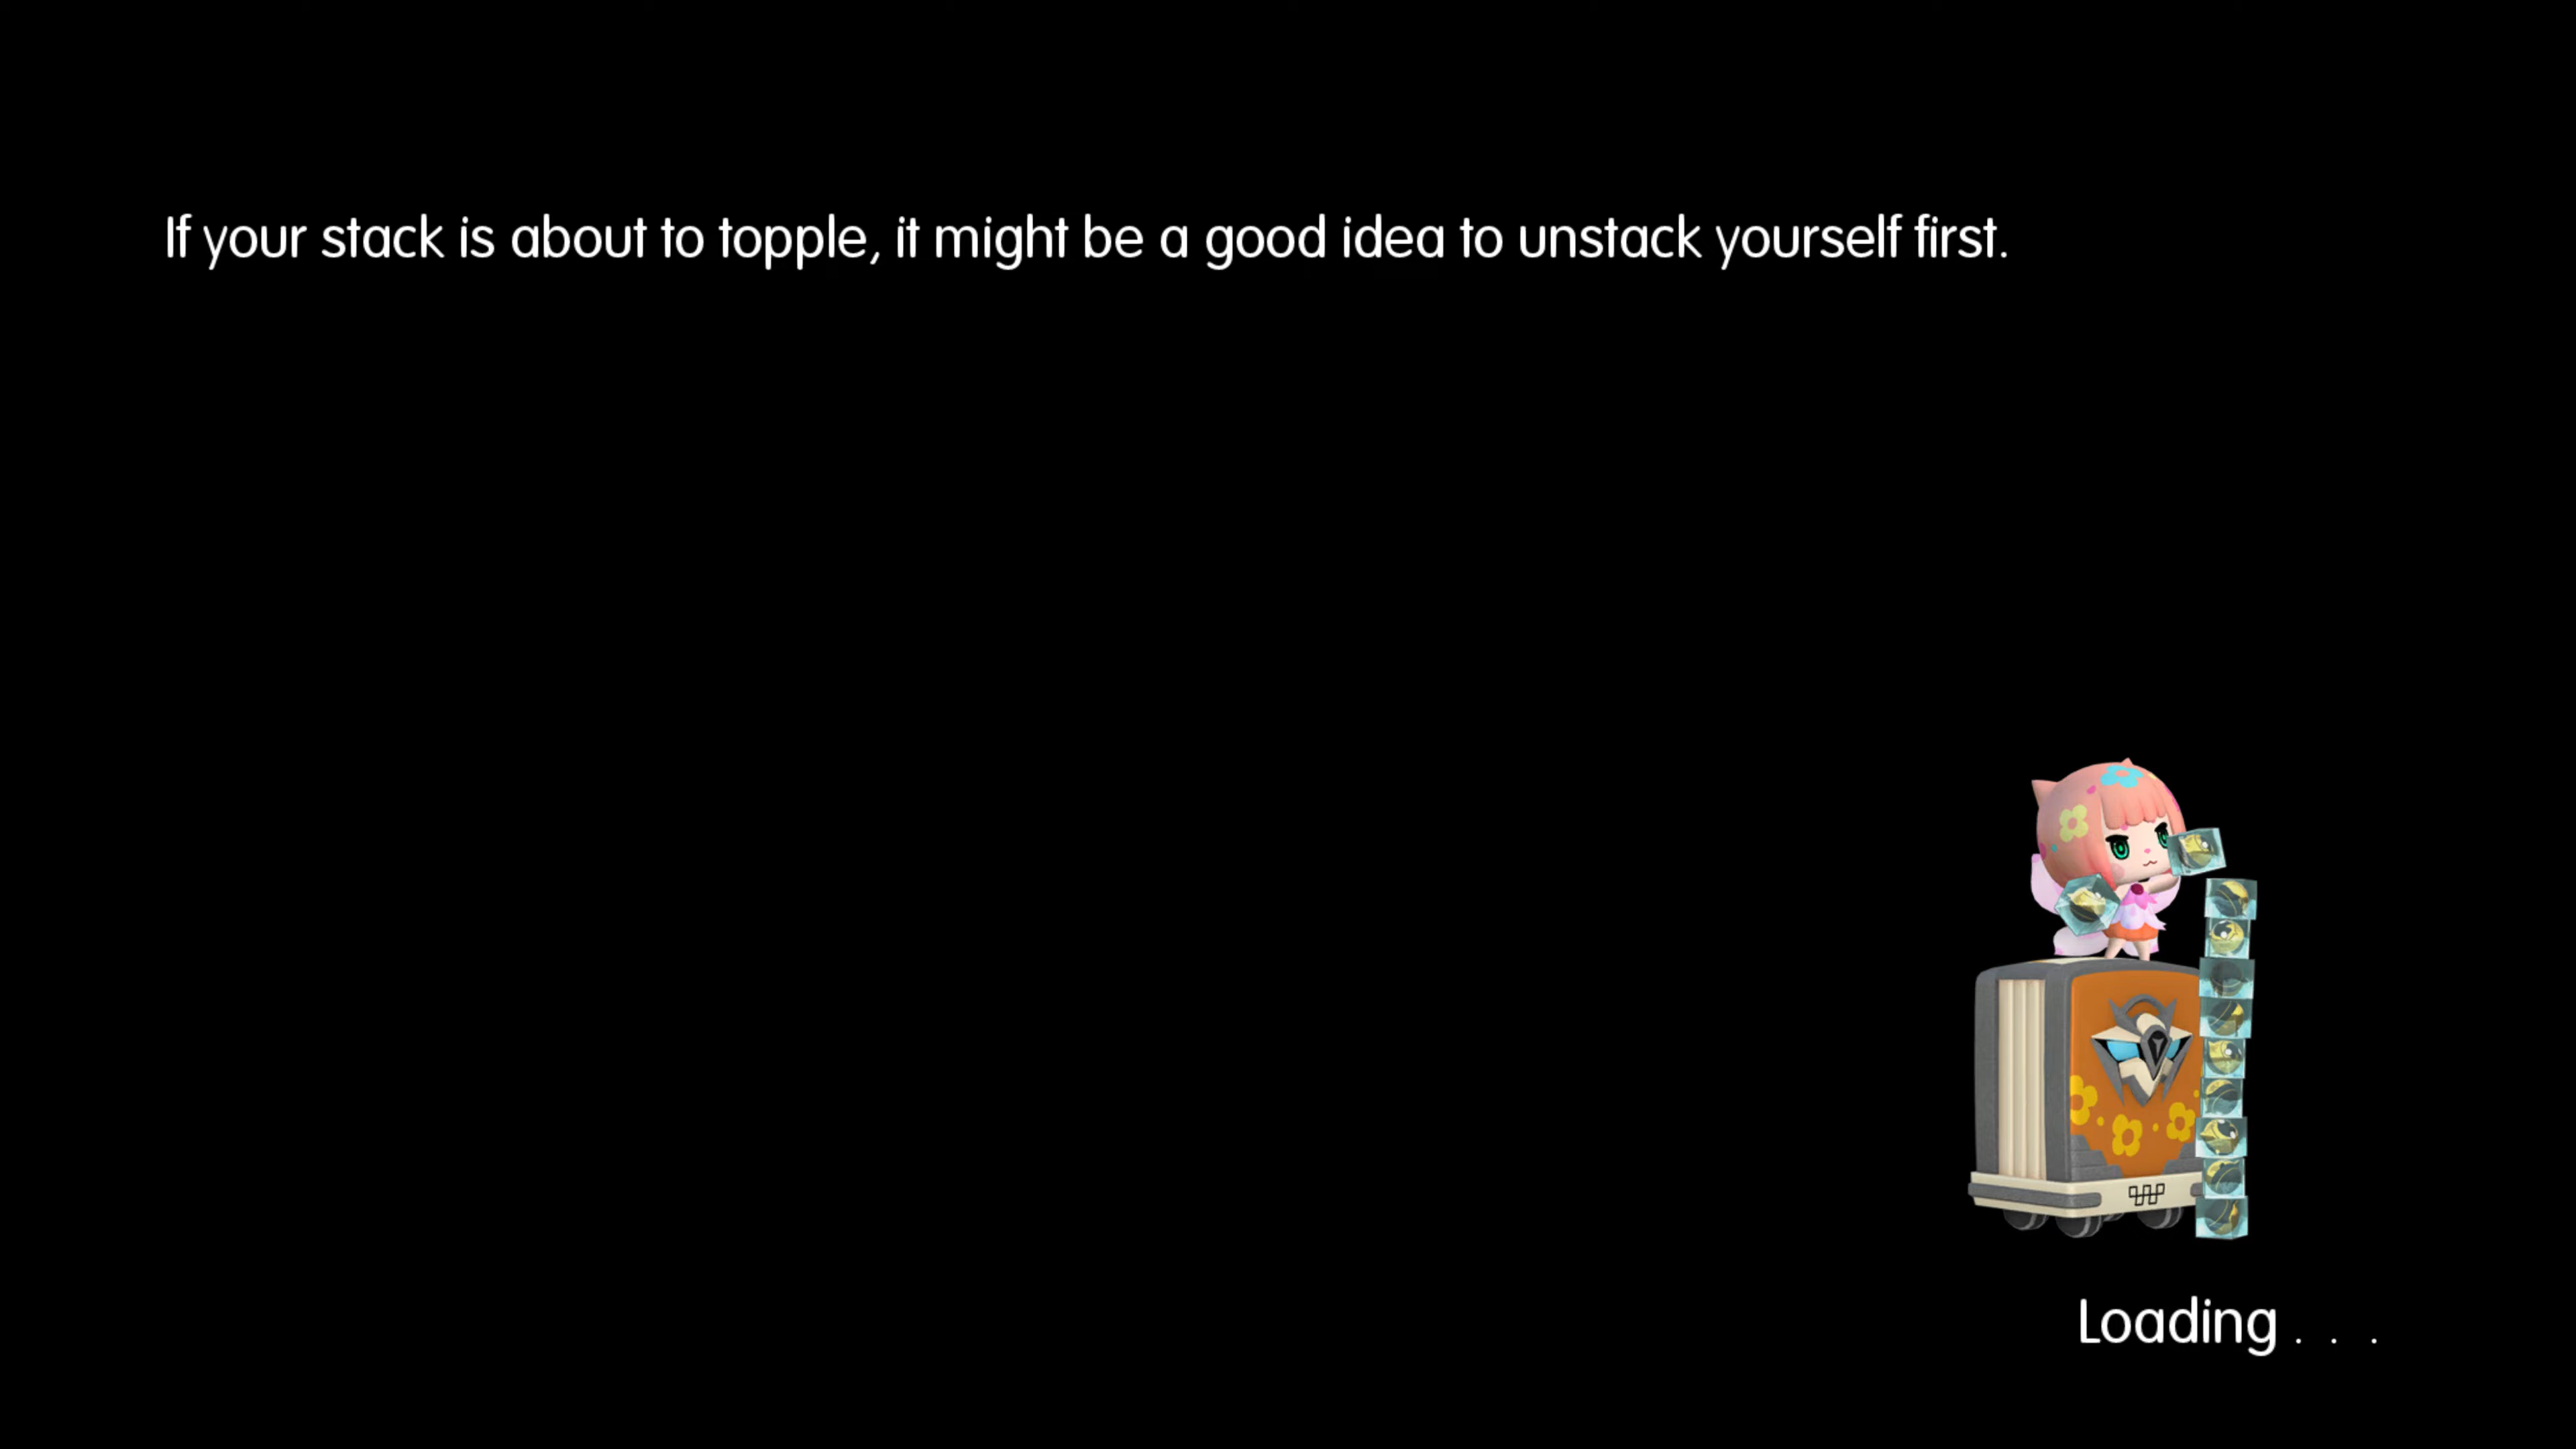 If your stack is about to topple, it might be a good idea to unstack yourself first.
Loading . . .